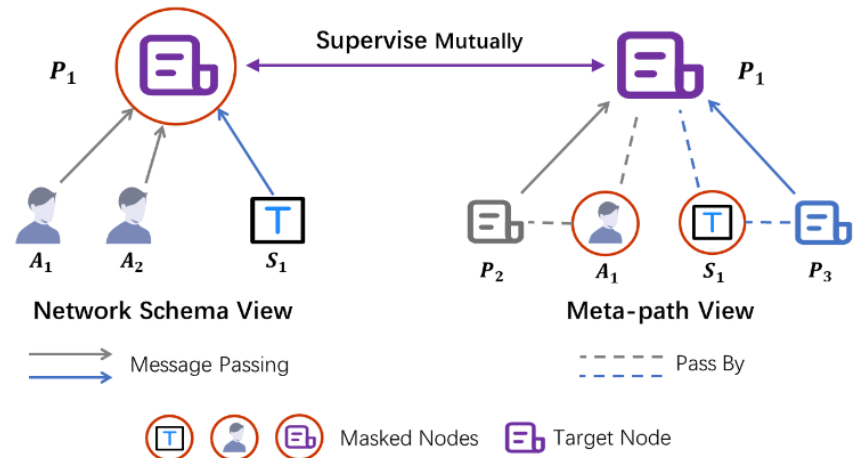 Supervise Mutually
P₁
P₁
T
T
A₁
A₂
S₁
P₂
A₁
S₁
P₃
Network Schema View
Meta-path View
Message Passing
Pass By
T
Masked Nodes
Target Node